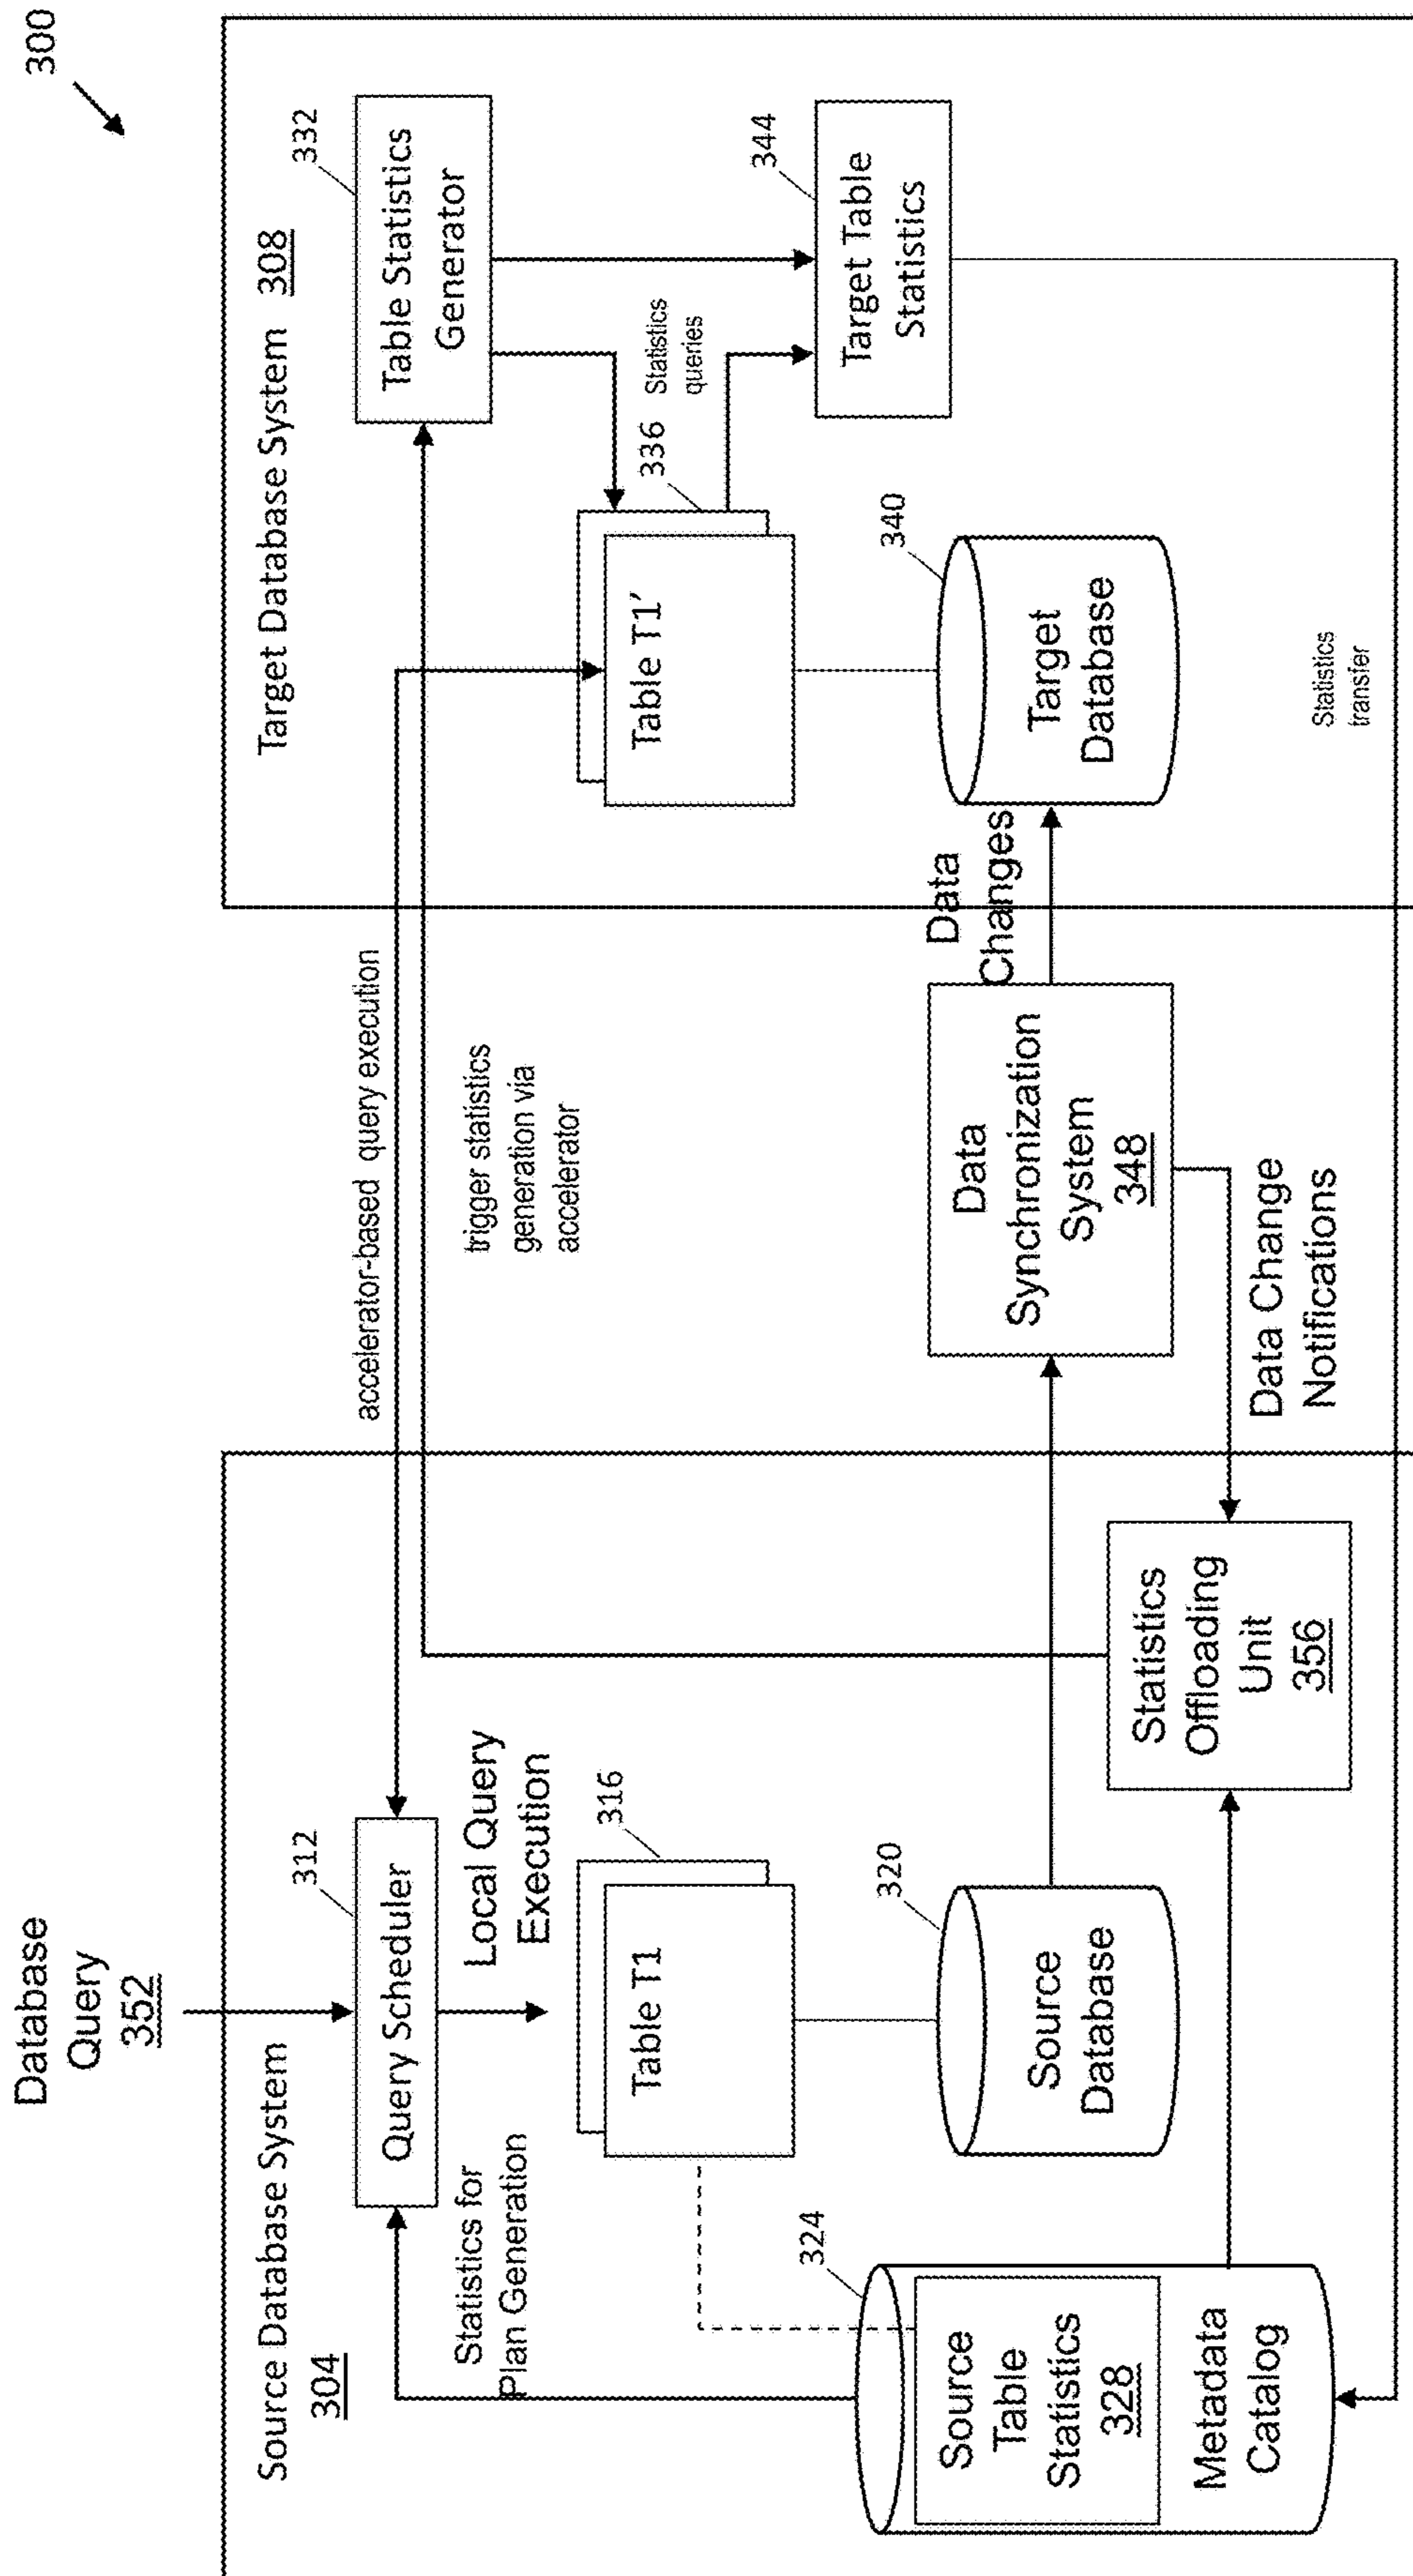 300
Database
Query
352
Source Database System
304
312
Query Scheduler
Statistics for
Plan Generation
Local Query
Execution
316
Table T1
320
Source
Database
324
Source
Table
Statistics
328
Metadata
Catalog
Statistics
Offloading
Unit
356
accelerator-based query execution
trigger statistics
generation via
accelerator
Data
Synchronization
System
348
Data Change
Notifications
Data
Changes
Target Database System 308
332
Table Statistics
Generator
336
Statistics
queries
Table T1’
340
Target
Database
344
Target Table
Statistics
Statistics
transfer